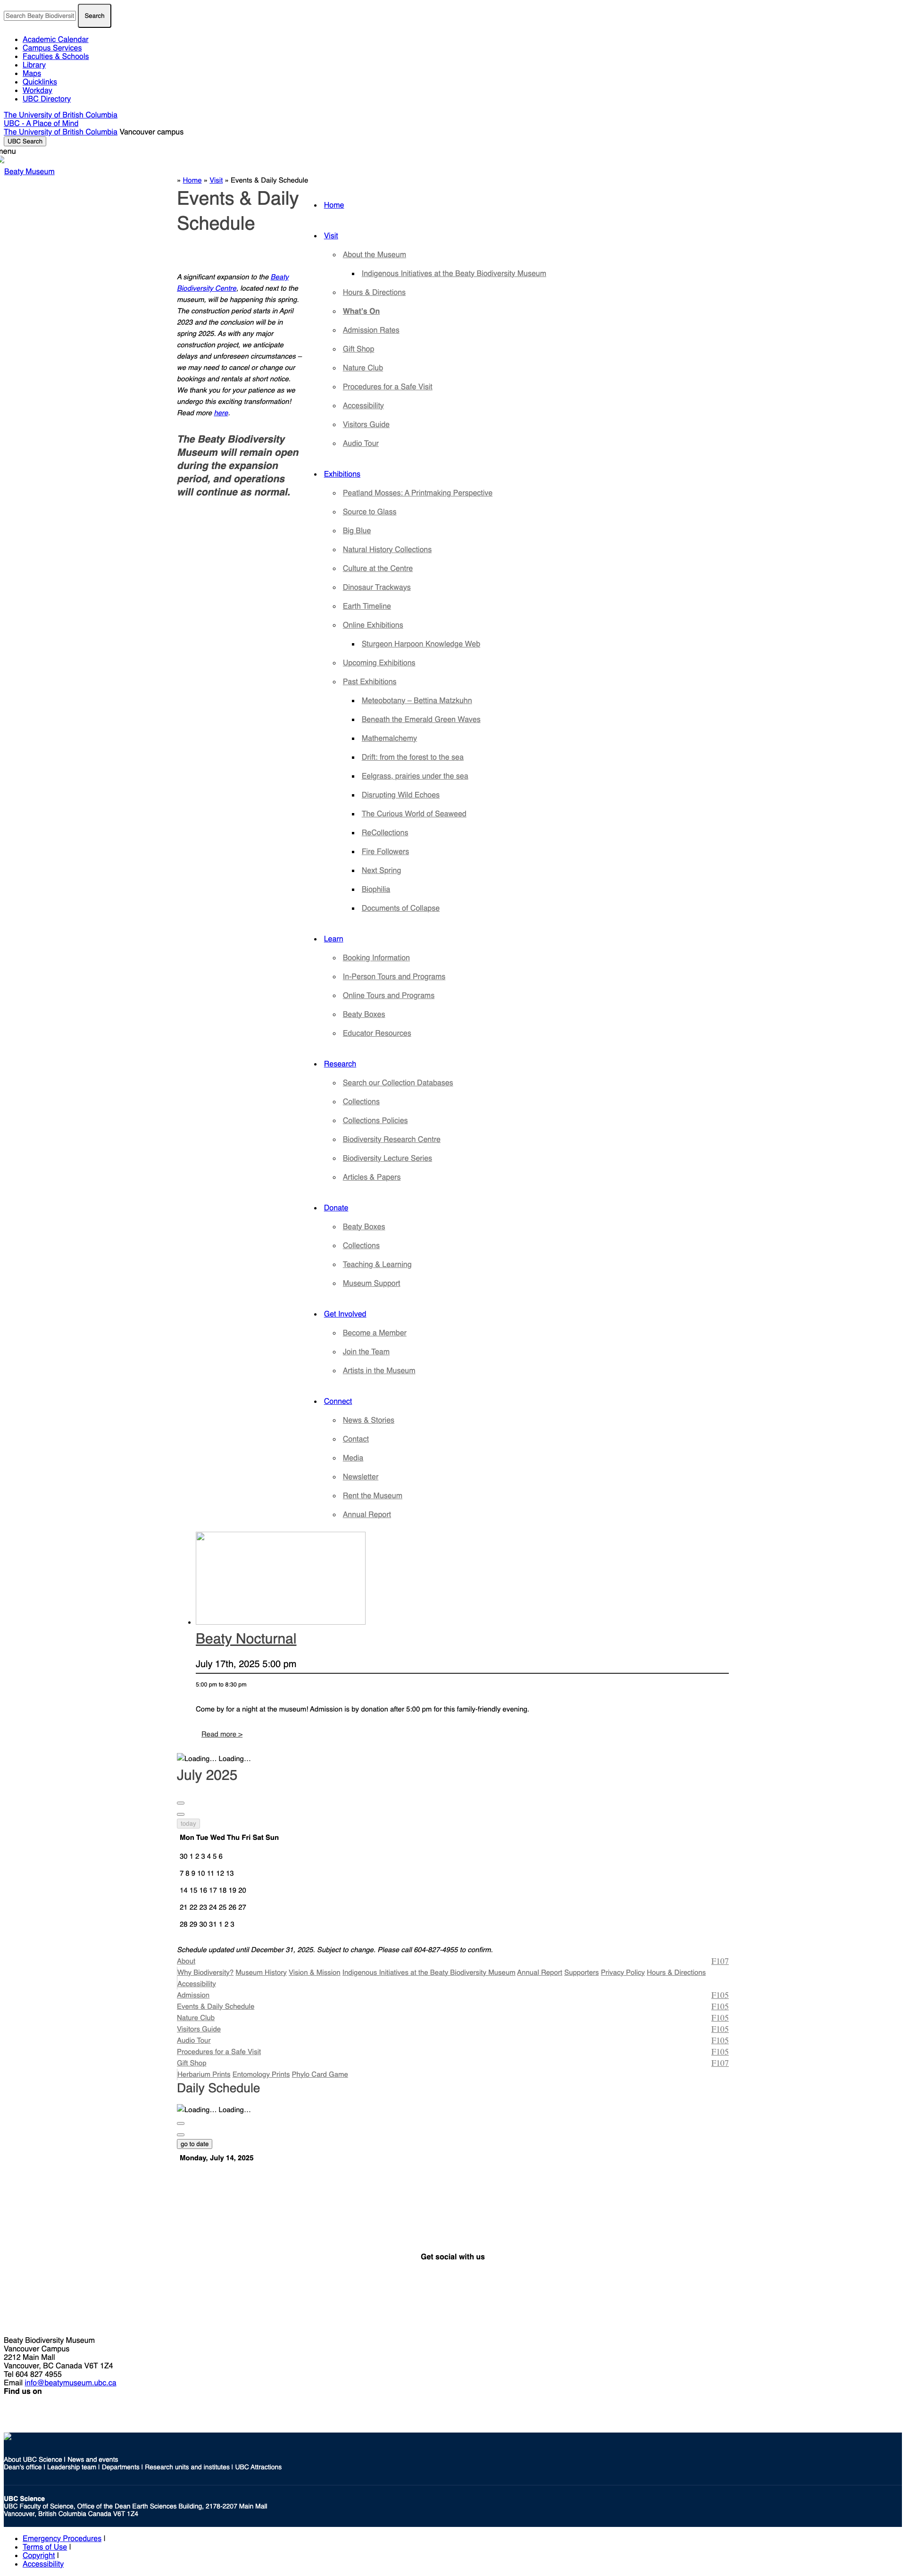 Search Beaty Biodiversit
Search
Academic Calendar
Campus Services
Faculties & Schools
Library
Maps
Quicklinks
Workday
UBC Directory
The University of British Columbia
UBC - A Place of Mind
The University of British Columbia Vancouver campus
UBC Search
menu
Beaty Museum
» Home » Visit » Events & Daily Schedule
Events & Daily
Schedule
A significant expansion to the Beaty
Biodiversity Centre, located next to the
museum, will be happening this spring.
The construction period starts in April
2023 and the conclusion will be in
spring 2025. As with any major
construction project, we anticipate
delays and unforeseen circumstances –
we may need to cancel or change our
bookings and rentals at short notice.
We thank you for your patience as we
undergo this exciting transformation!
Read more here.
The Beaty Biodiversity
Museum will remain open
during the expansion
period, and operations
will continue as normal.
Home
Visit
About the Museum
Indigenous Initiatives at the Beaty Biodiversity Museum
Hours & Directions
What's On
Admission Rates
Gift Shop
Nature Club
Procedures for a Safe Visit
Accessibility
Visitors Guide
Audio Tour
Exhibitions
Peatland Mosses: A Printmaking Perspective
Source to Glass
Big Blue
Natural History Collections
Culture at the Centre
Dinosaur Trackways
Earth Timeline
Online Exhibitions
Sturgeon Harpoon Knowledge Web
Upcoming Exhibitions
Past Exhibitions
Meteobotany – Bettina Matzkuhn
Beneath the Emerald Green Waves
Mathemalchemy
Drift: from the forest to the sea
Eelgrass, prairies under the sea
Disrupting Wild Echoes
The Curious World of Seaweed
ReCollections
Fire Followers
Next Spring
Biophilia
Documents of Collapse
Learn
Booking Information
In-Person Tours and Programs
Online Tours and Programs
Beaty Boxes
Educator Resources
Research
Search our Collection Databases
Collections
Collections Policies
Biodiversity Research Centre
Biodiversity Lecture Series
Articles & Papers
Donate
Beaty Boxes
Collections
Teaching & Learning
Museum Support
Get Involved
Become a Member
Join the Team
Artists in the Museum
Connect
News & Stories
Contact
Media
Newsletter
Rent the Museum
Annual Report
Beaty Nocturnal
July 17th, 2025 5:00 pm
5:00 pm to 8:30 pm
Come by for a night at the museum! Admission is by donation after 5:00 pm for this family-friendly evening.
Read more >
Loading... Loading…
July 2025
today
Mon Tue Wed Thu Fri Sat Sun
30 1 2 3 4 5 6
7 8 9 10 11 12 13
14 15 16 17 18 19 20
21 22 23 24 25 26 27
28 29 30 31 1 2 3
Schedule updated until December 31, 2025. Subject to change. Please call 604-827-4955 to confirm.
About F107
Why Biodiversity? Museum History Vision & Mission Indigenous Initiatives at the Beaty Biodiversity Museum Annual Report Supporters Privacy Policy Hours & Directions
Accessibility
Admission F105
Events & Daily Schedule F105
Nature Club F105
Visitors Guide F105
Audio Tour F105
Procedures for a Safe Visit F105
Gift Shop F107
Herbarium Prints Entomology Prints Phylo Card Game
Daily Schedule
Loading... Loading…
go to date
Monday, July 14, 2025
Get social with us
Beaty Biodiversity Museum
Vancouver Campus
2212 Main Mall
Vancouver, BC Canada V6T 1Z4
Tel 604 827 4955
Email info@beatymuseum.ubc.ca
Find us on
About UBC Science | News and events
Dean's office | Leadership team | Departments | Research units and institutes | UBC Attractions
UBC Science
UBC Faculty of Science, Office of the Dean Earth Sciences Building, 2178-2207 Main Mall
Vancouver, British Columbia Canada V6T 1Z4
Emergency Procedures |
Terms of Use |
Copyright |
Accessibility